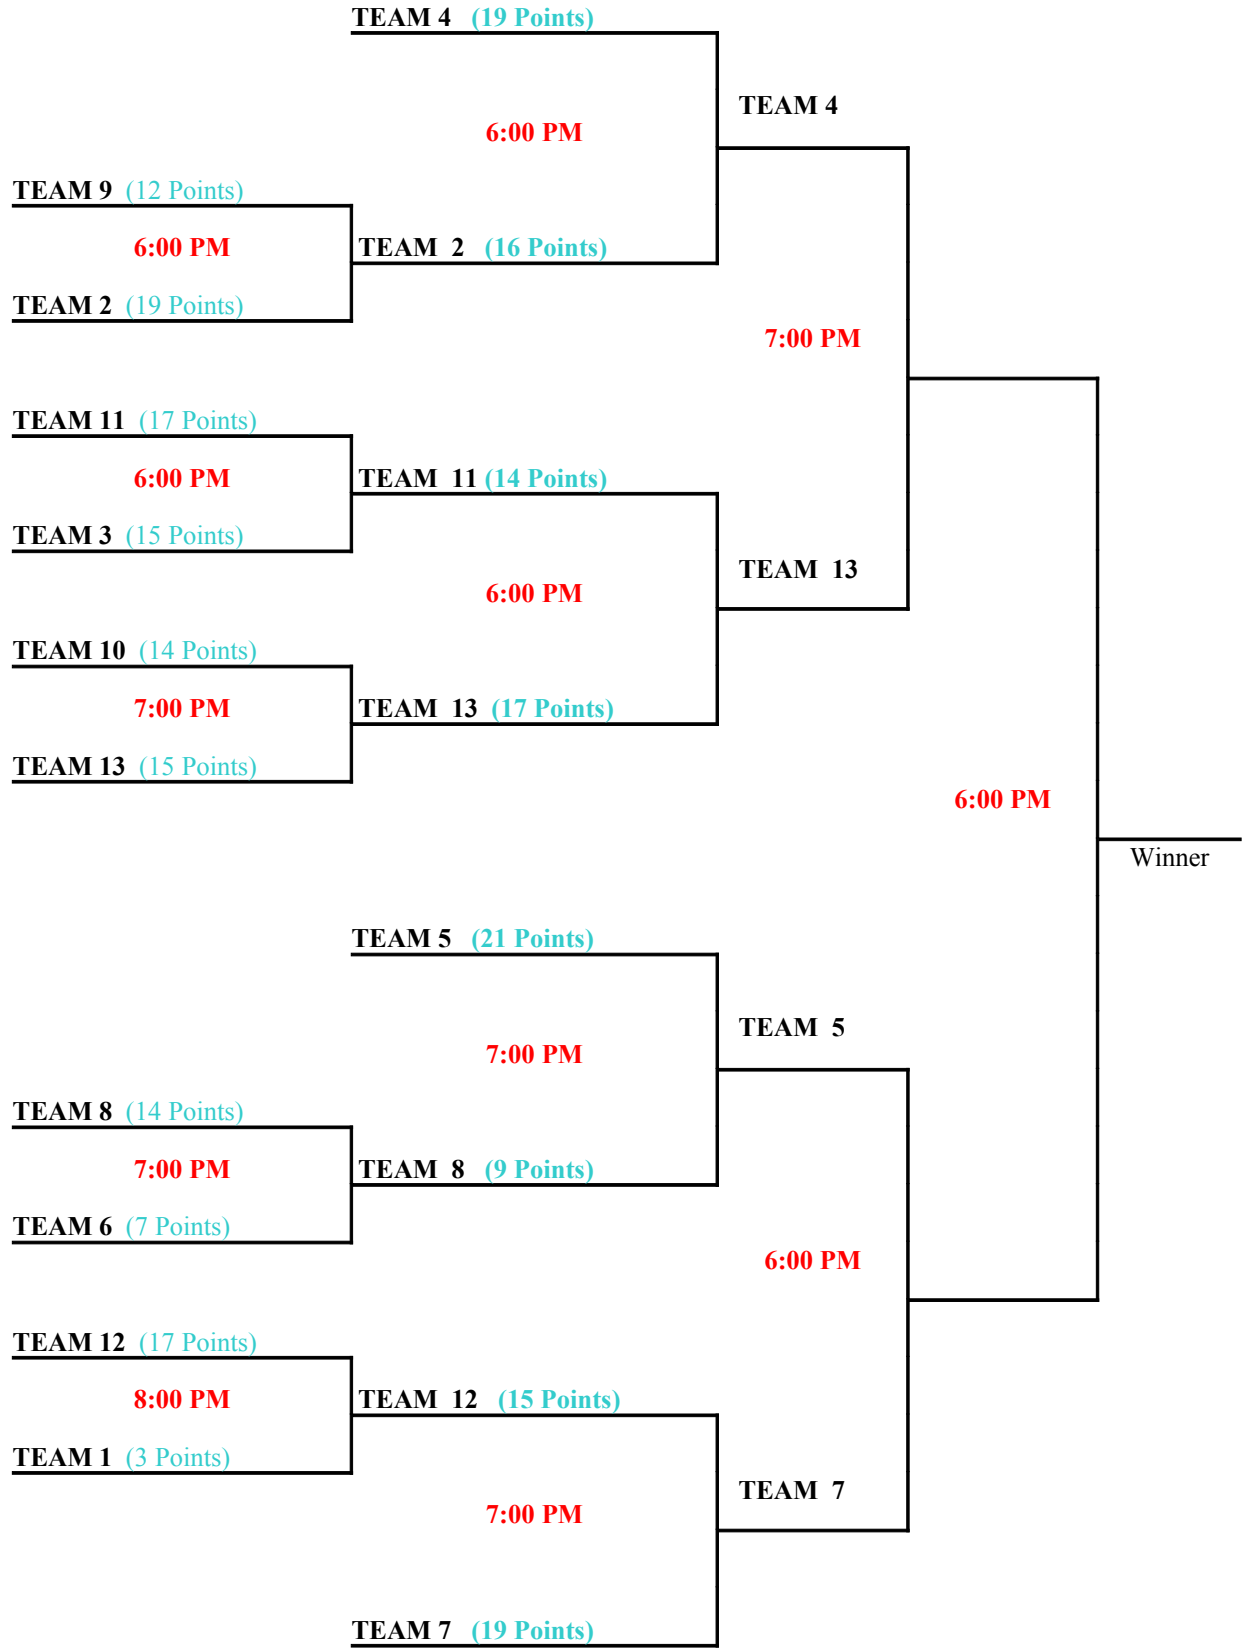 TEAM 4 (19 Points)
TEAM 4
6:00 PM
TEAM 9 (12 Points)
6:00 PM
TEAM 2 (16 Points)
TEAM 2 (19 Points)
7:00 PM
TEAM 11 (17 Points)
6:00 PM
TEAM 11 (14 Points)
TEAM 3 (15 Points)
TEAM 13
6:00 PM
TEAM 10 (14 Points)
7:00 PM
TEAM 13 (17 Points)
TEAM 13 (15 Points)
6:00 PM
Winner
TEAM 5 (21 Points)
TEAM 5
7:00 PM
TEAM 8 (14 Points)
7:00 PM
TEAM 8 (9 Points)
TEAM 6 (7 Points)
6:00 PM
TEAM 12 (17 Points)
8:00 PM
TEAM 12 (15 Points)
TEAM 1 (3 Points)
TEAM 7
7:00 PM
TEAM 7 (19 Points)